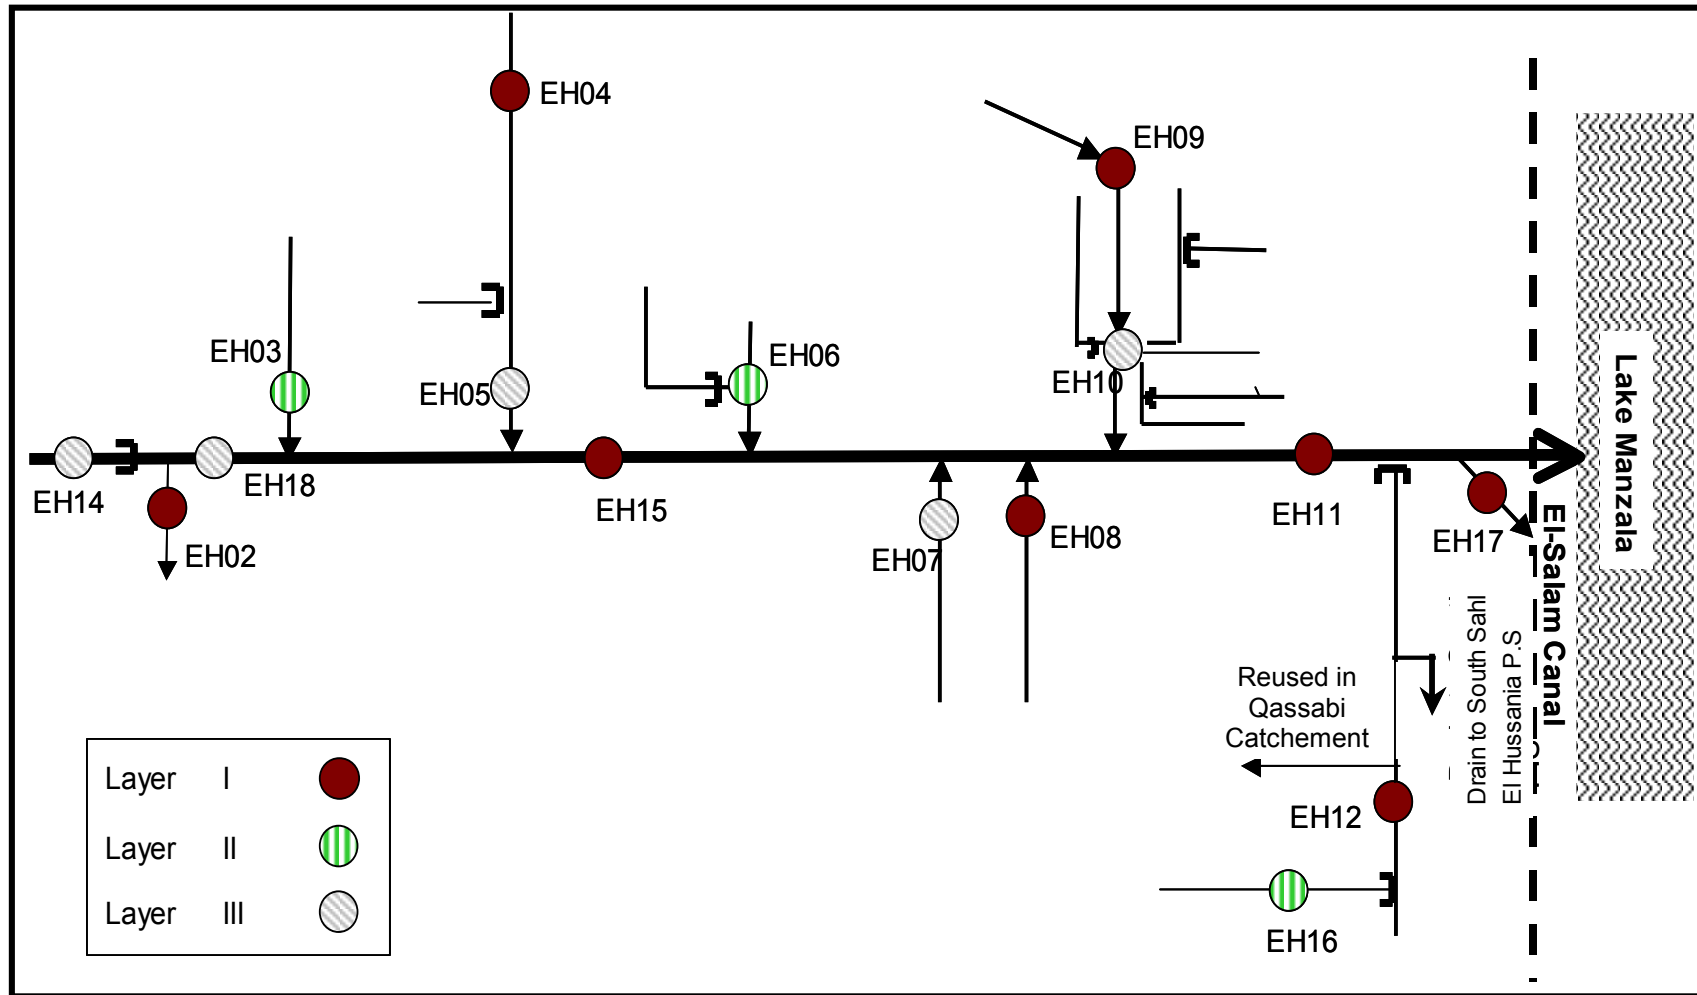 EH04
EH09
EH03
EH06
EH05
EH10
EH14
EH18
EH15
EH11
EH02
EH07
EH08
EH17
Lake Manzala
El-Salam Canal
Drain to South Sahl
El Hussania P.S
Reused in
Qassabi
Catchement
EH12
EH16
Layer I
Layer II
Layer III